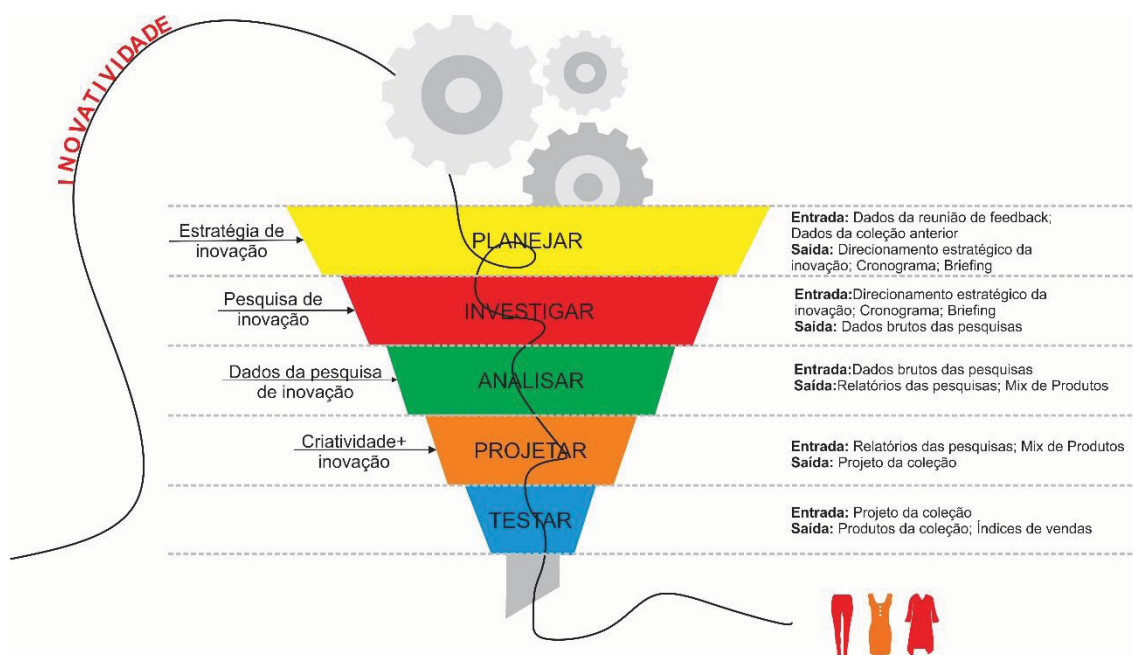 INOVATIVIDADE
Estratégia de
inovação
PLANEJAR
Entrada: Dados da reunião de feedback;
Dados da coleção anterior
Saída: Direcionamento estratégico da
inovação; Cronograma; Briefing
Pesquisa de
inovação
INVESTIGAR
Entrada:Direcionamento estratégico da
inovação; Cronograma; Briefing
Saída: Dados brutos das pesquisas
Dados da pesquisa
de inovação
ANALISAR
Entrada:Dados brutos das pesquisas
Saída:Relatórios das pesquisas; Mix de Produtos
Criatividade+
inovação
PROJETAR
Entrada: Relatórios das pesquisas; Mix de Produtos
Saída: Projeto da coleção
TESTAR
Entrada: Projeto da coleção
Saída: Produtos da coleção; Índices de vendas